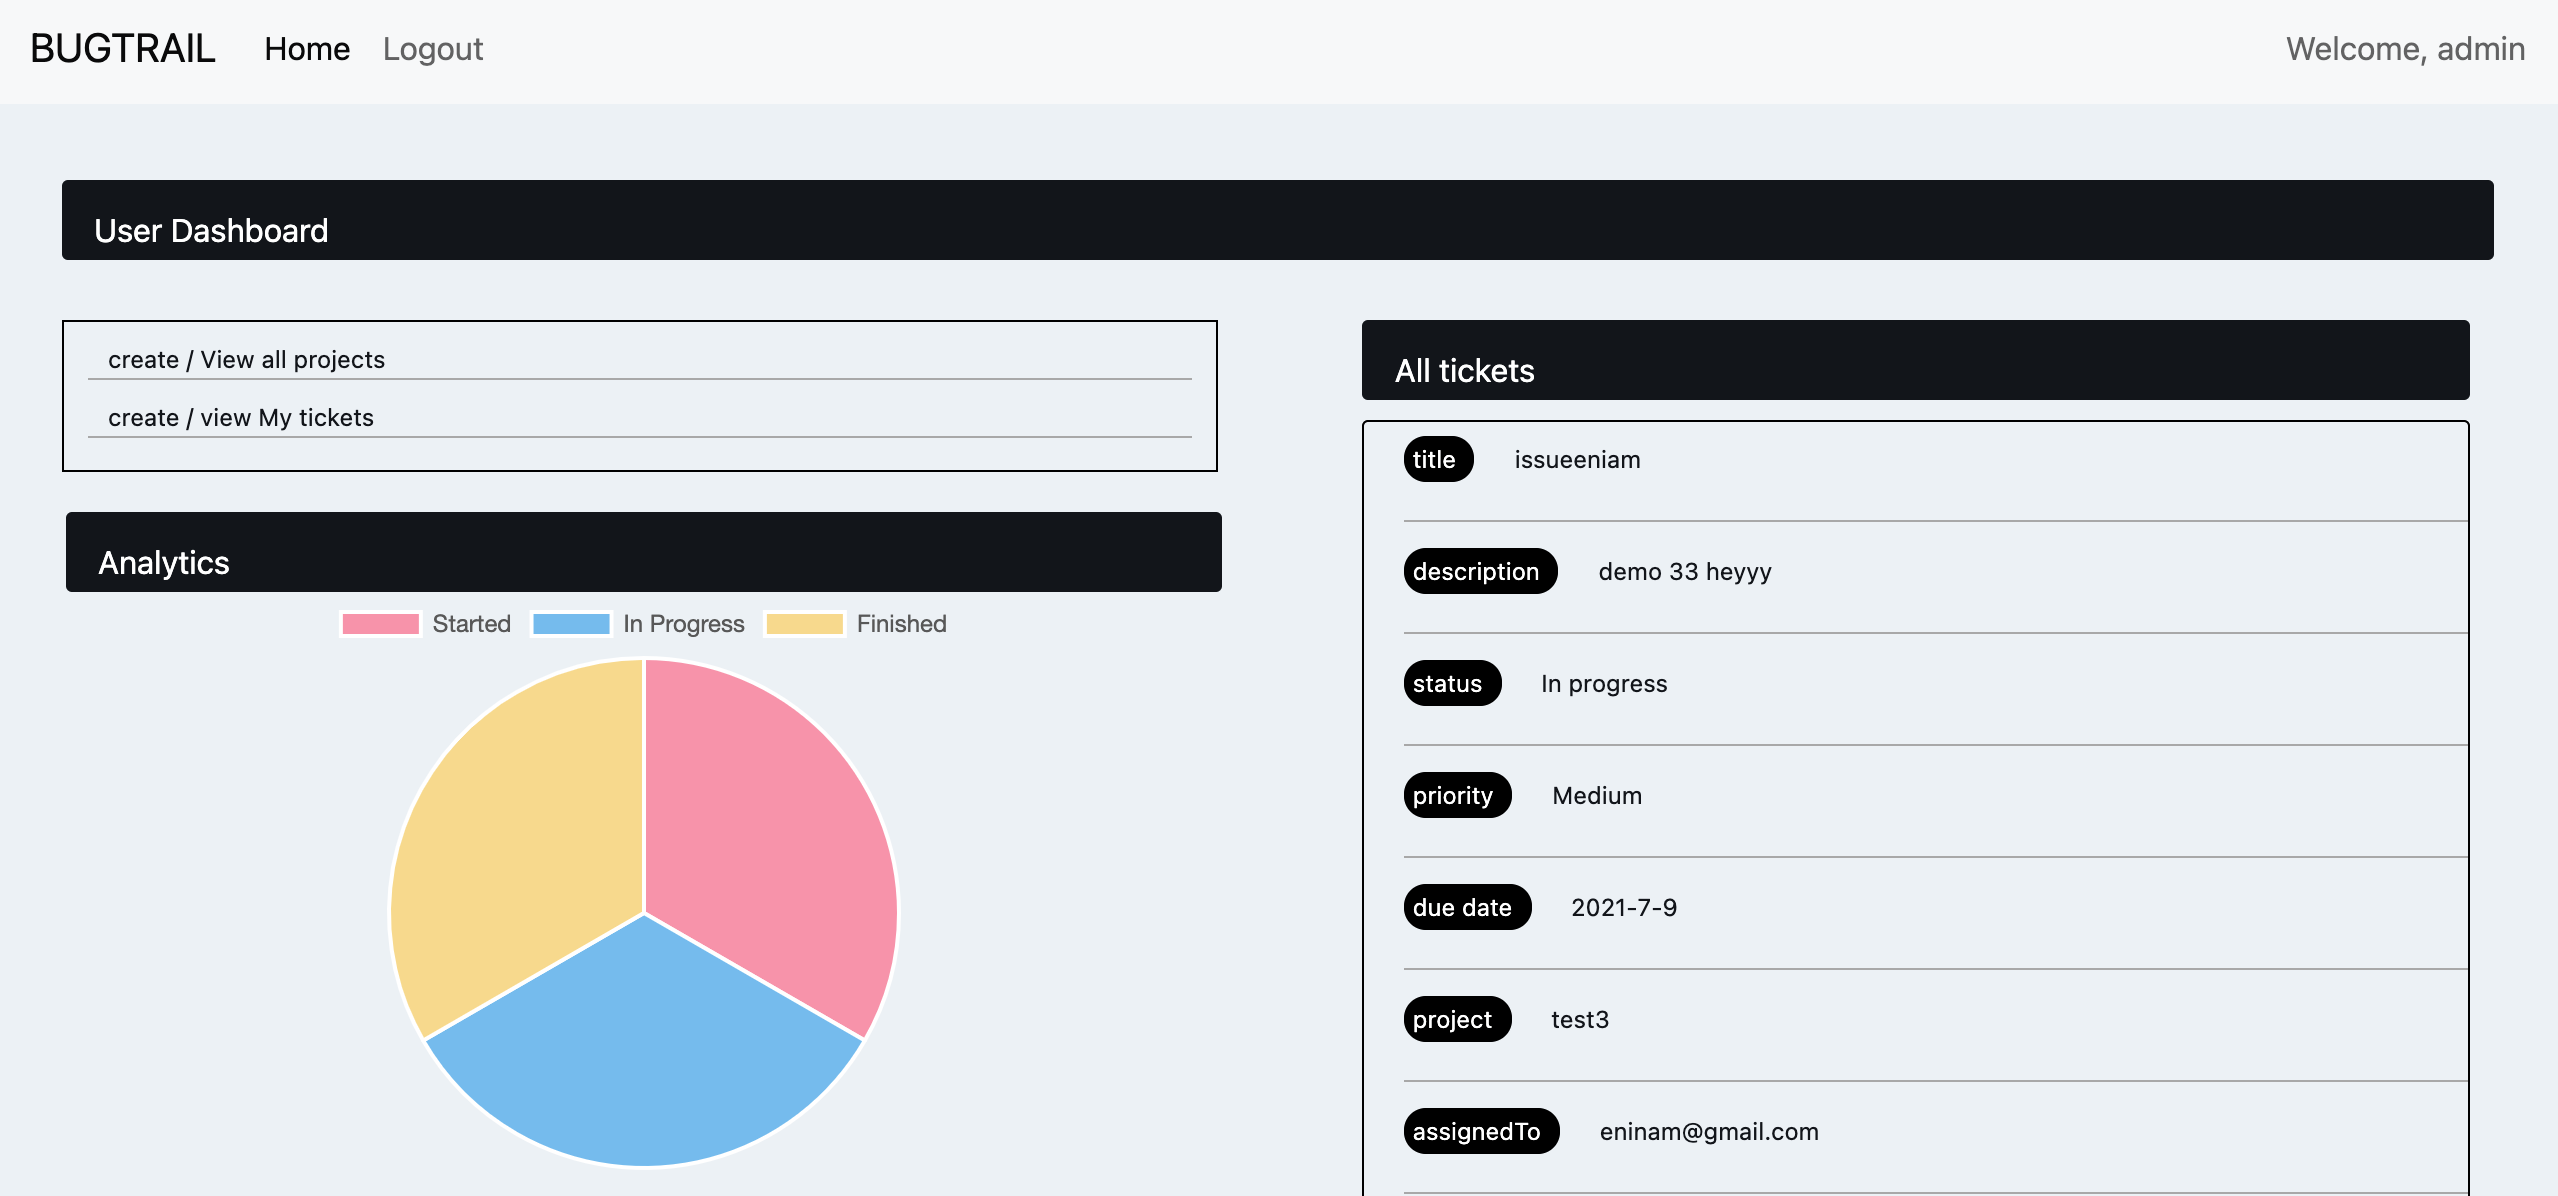 BUGTRAIL Home Logout Welcome, admin
User Dashboard
create / View all projects
create / view My tickets
Analytics
Started In Progress Finished
All tickets
title issueeniam
description demo 33 heyyy
status In progress
priority Medium
due date 2021-7-9
project test3
assignedTo eninam@gmail.com